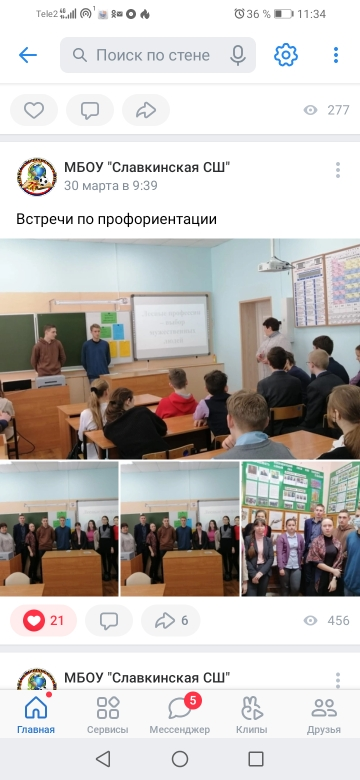 Tele2
36 %
11:34
Поиск по стене
277
МБОУ "Славкинская СШ"
30 марта в 9:39
Встречи по профориентации
21
6
456
МБОУ "Славкинская СШ"
5
Главная
Сервисы
Мессенджер
Клипы
Друзья